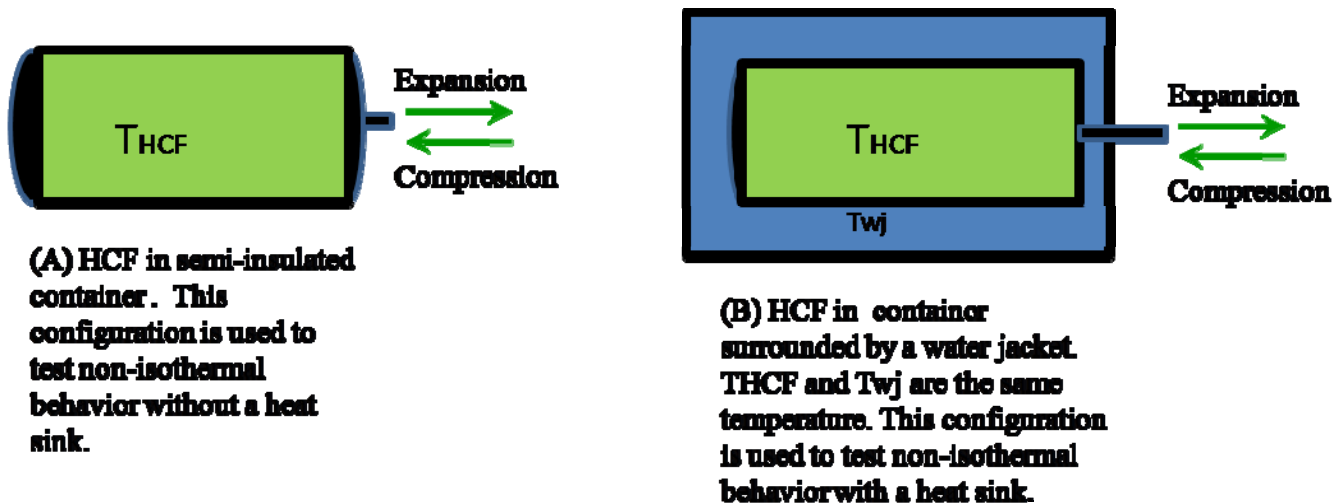 THCF
Expansion
Compression
(A) HCF in semi-insulated
container. This
configuration is used to
test non-isothermal
behavior without a heat
sink.
THCF
Twj
Expansion
Compression
(B) HCF in container
surrounded by a water jacket.
THCF and Twj are the same
temperature. This configuration
is used to test non-isothermal
behavior with a heat sink.